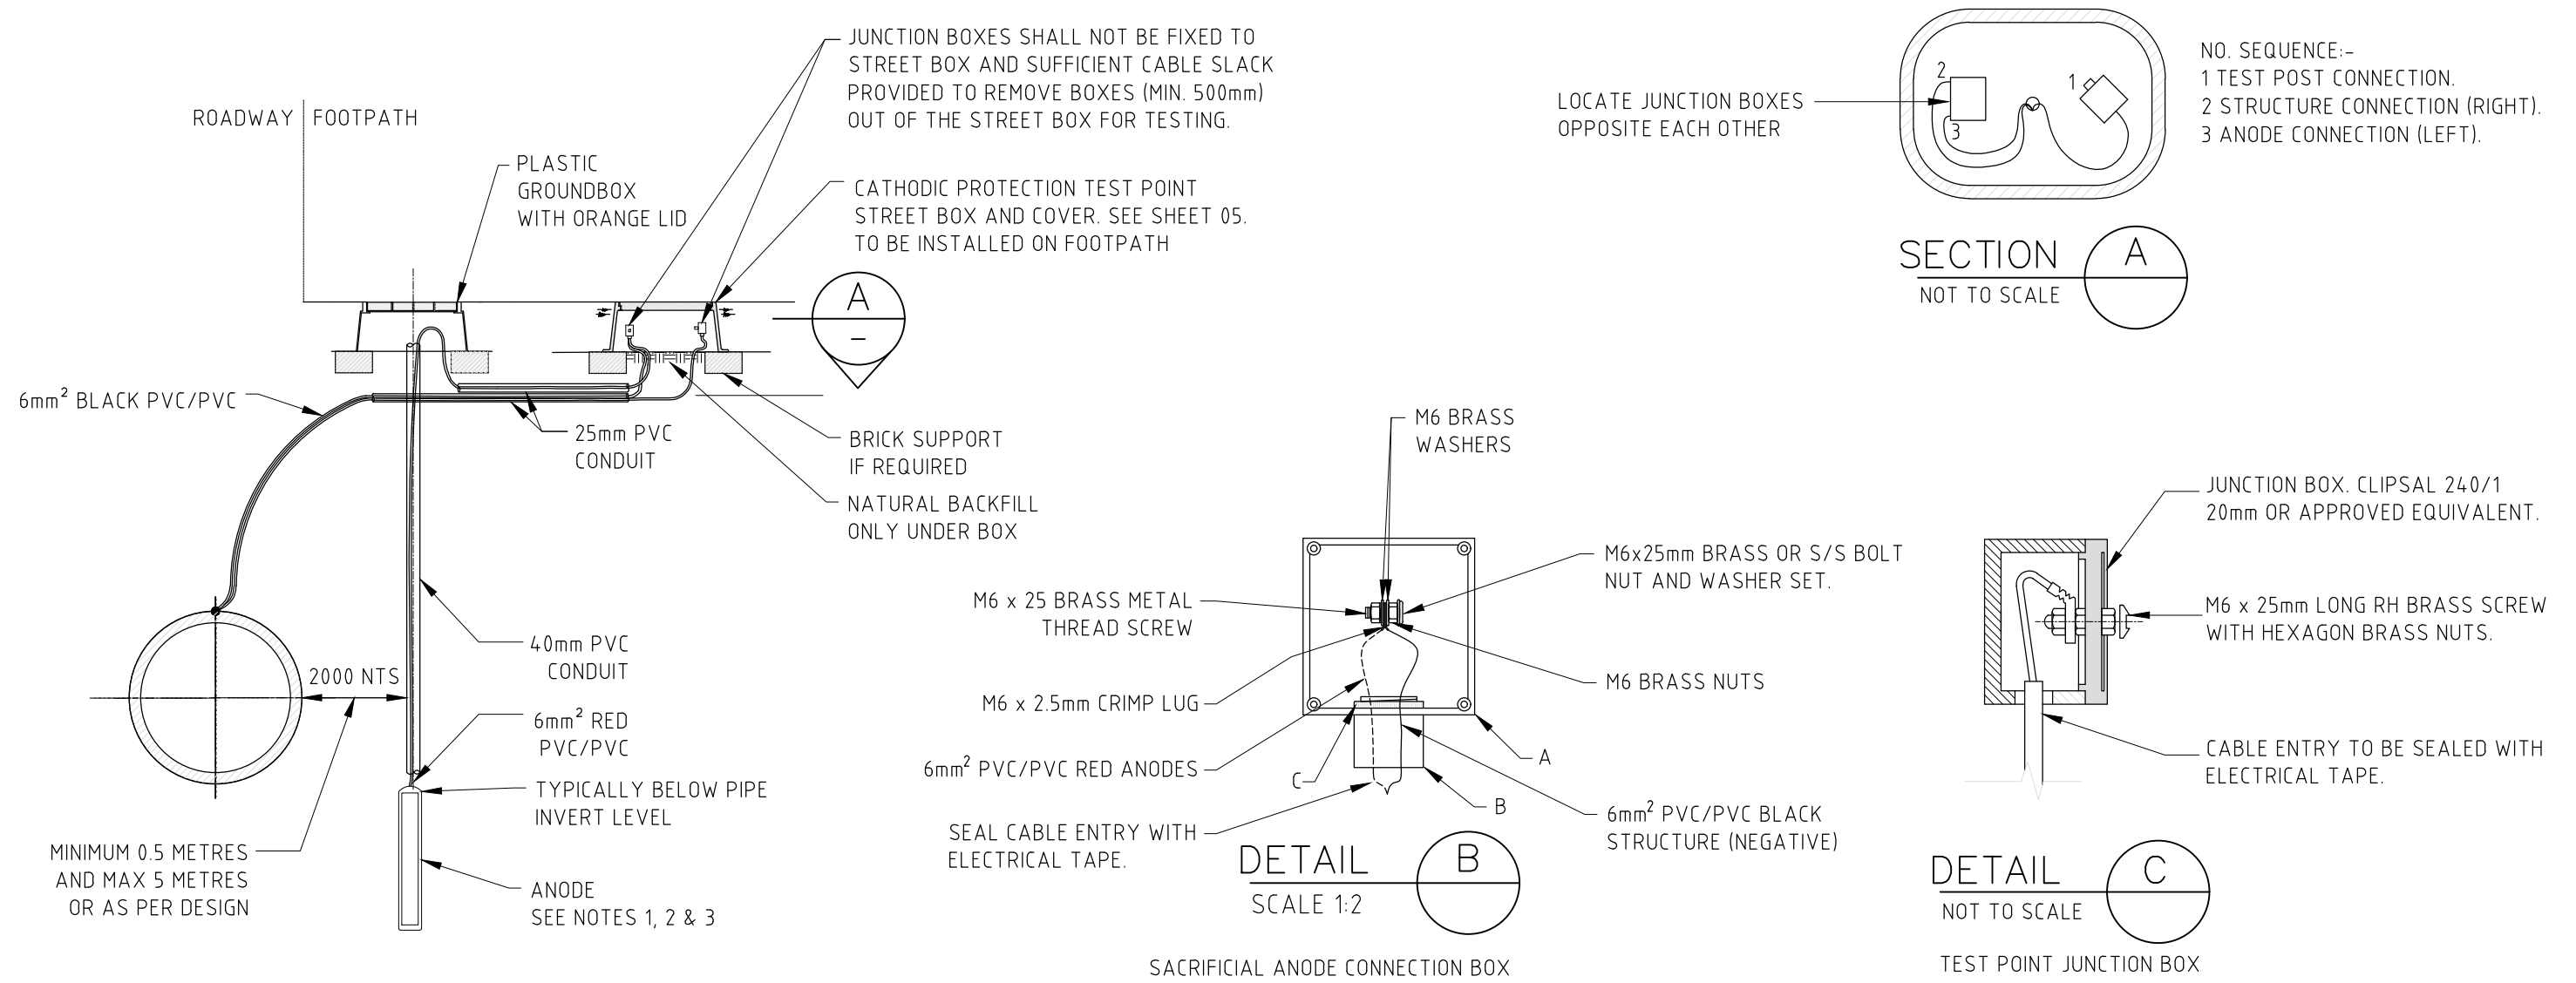 ROADWAY
FOOTPATH
PLASTIC
GROUNDBOX
WITH ORANGE LID
JUNCTION BOXES SHALL NOT BE FIXED TO
STREET BOX AND SUFFICIENT CABLE SLACK
PROVIDED TO REMOVE BOXES (MIN. 500mm)
OUT OF THE STREET BOX FOR TESTING.
CATHODIC PROTECTION TEST POINT
STREET BOX AND COVER. SEE SHEET 05.
TO BE INSTALLED ON FOOTPATH
A
-
6mm² BLACK PVC/PVC
25mm PVC
CONDUIT
BRICK SUPPORT
IF REQUIRED
NATURAL BACKFILL
ONLY UNDER BOX
40mm PVC
CONDUIT
2000 NTS
6mm² RED
PVC/PVC
TYPICALLY BELOW PIPE
INVERT LEVEL
MINIMUM 0.5 METRES
AND MAX 5 METRES
OR AS PER DESIGN
ANODE
SEE NOTES 1, 2 & 3
LOCATE JUNCTION BOXES
OPPOSITE EACH OTHER
2
3
1
NO. SEQUENCE:-
1 TEST POST CONNECTION.
2 STRUCTURE CONNECTION (RIGHT).
3 ANODE CONNECTION (LEFT).
SECTION
A
NOT TO SCALE
M6 BRASS
WASHERS
M6x25mm BRASS OR S/S BOLT
NUT AND WASHER SET.
M6 x 25 BRASS METAL
THREAD SCREW
M6 BRASS NUTS
M6 x 2.5mm CRIMP LUG
6mm² PVC/PVC RED ANODES
A
C
B
SEAL CABLE ENTRY WITH
ELECTRICAL TAPE.
6mm² PVC/PVC BLACK
STRUCTURE (NEGATIVE)
DETAIL
B
SCALE 1:2
SACRIFICIAL ANODE CONNECTION BOX
JUNCTION BOX. CLIPSAL 240/1
20mm OR APPROVED EQUIVALENT.
M6 x 25mm LONG RH BRASS SCREW
WITH HEXAGON BRASS NUTS.
CABLE ENTRY TO BE SEALED WITH
ELECTRICAL TAPE.
DETAIL
C
NOT TO SCALE
TEST POINT JUNCTION BOX